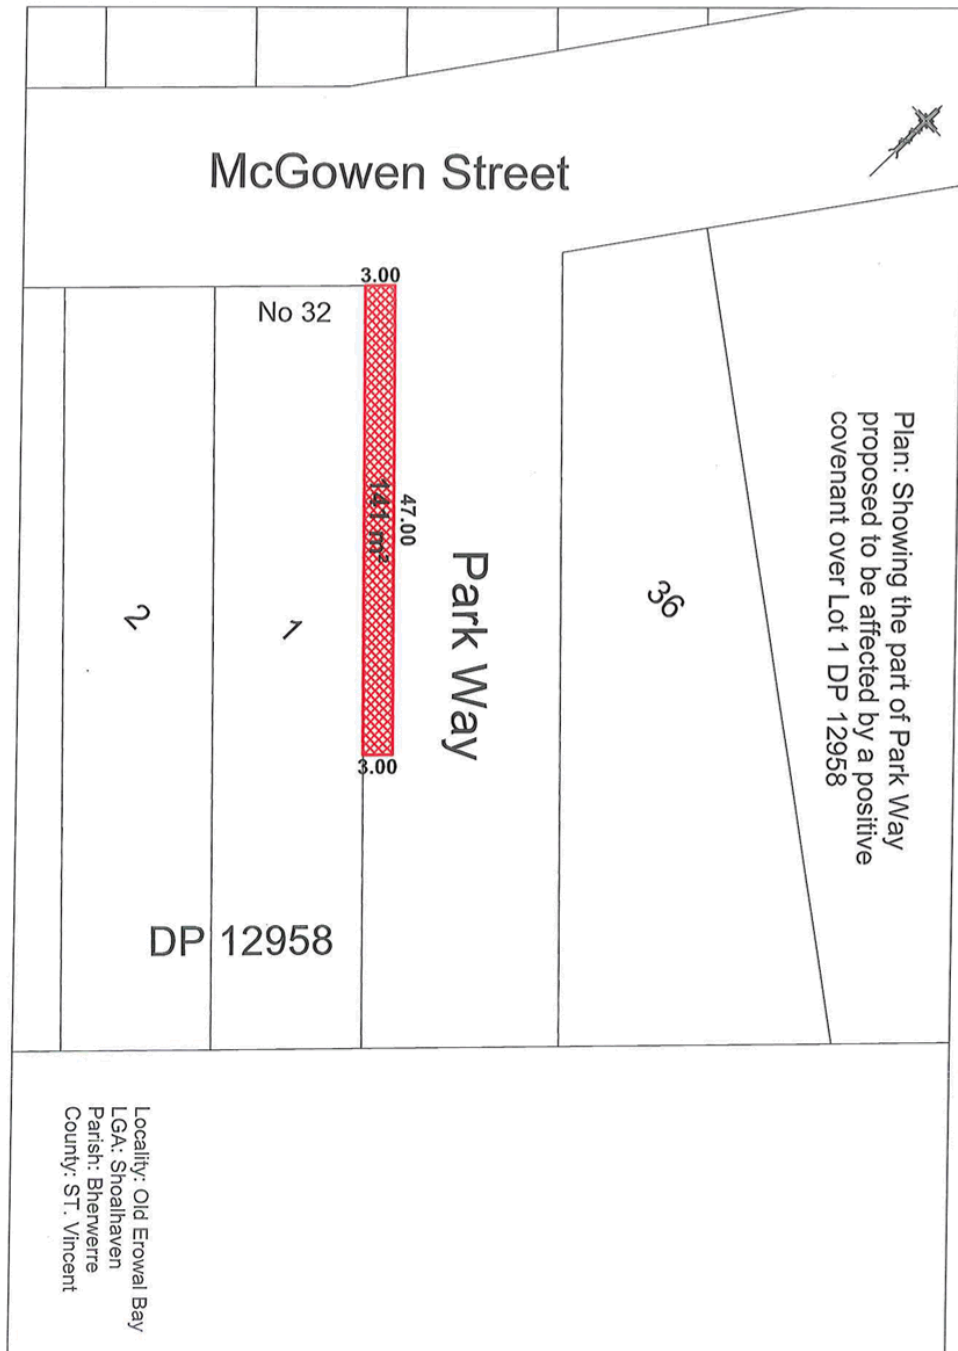 McGowen Street
3.00
No 32
47.00
141 m²
3.00
Park Way
36
1
2
DP 12958
Plan: Showing the part of Park Way
proposed to be affected by a positive
covenant over Lot 1 DP 12958
Locality: Old Erowal Bay
LGA: Shoalhaven
Parish: Bherwerre
County: ST. Vincent